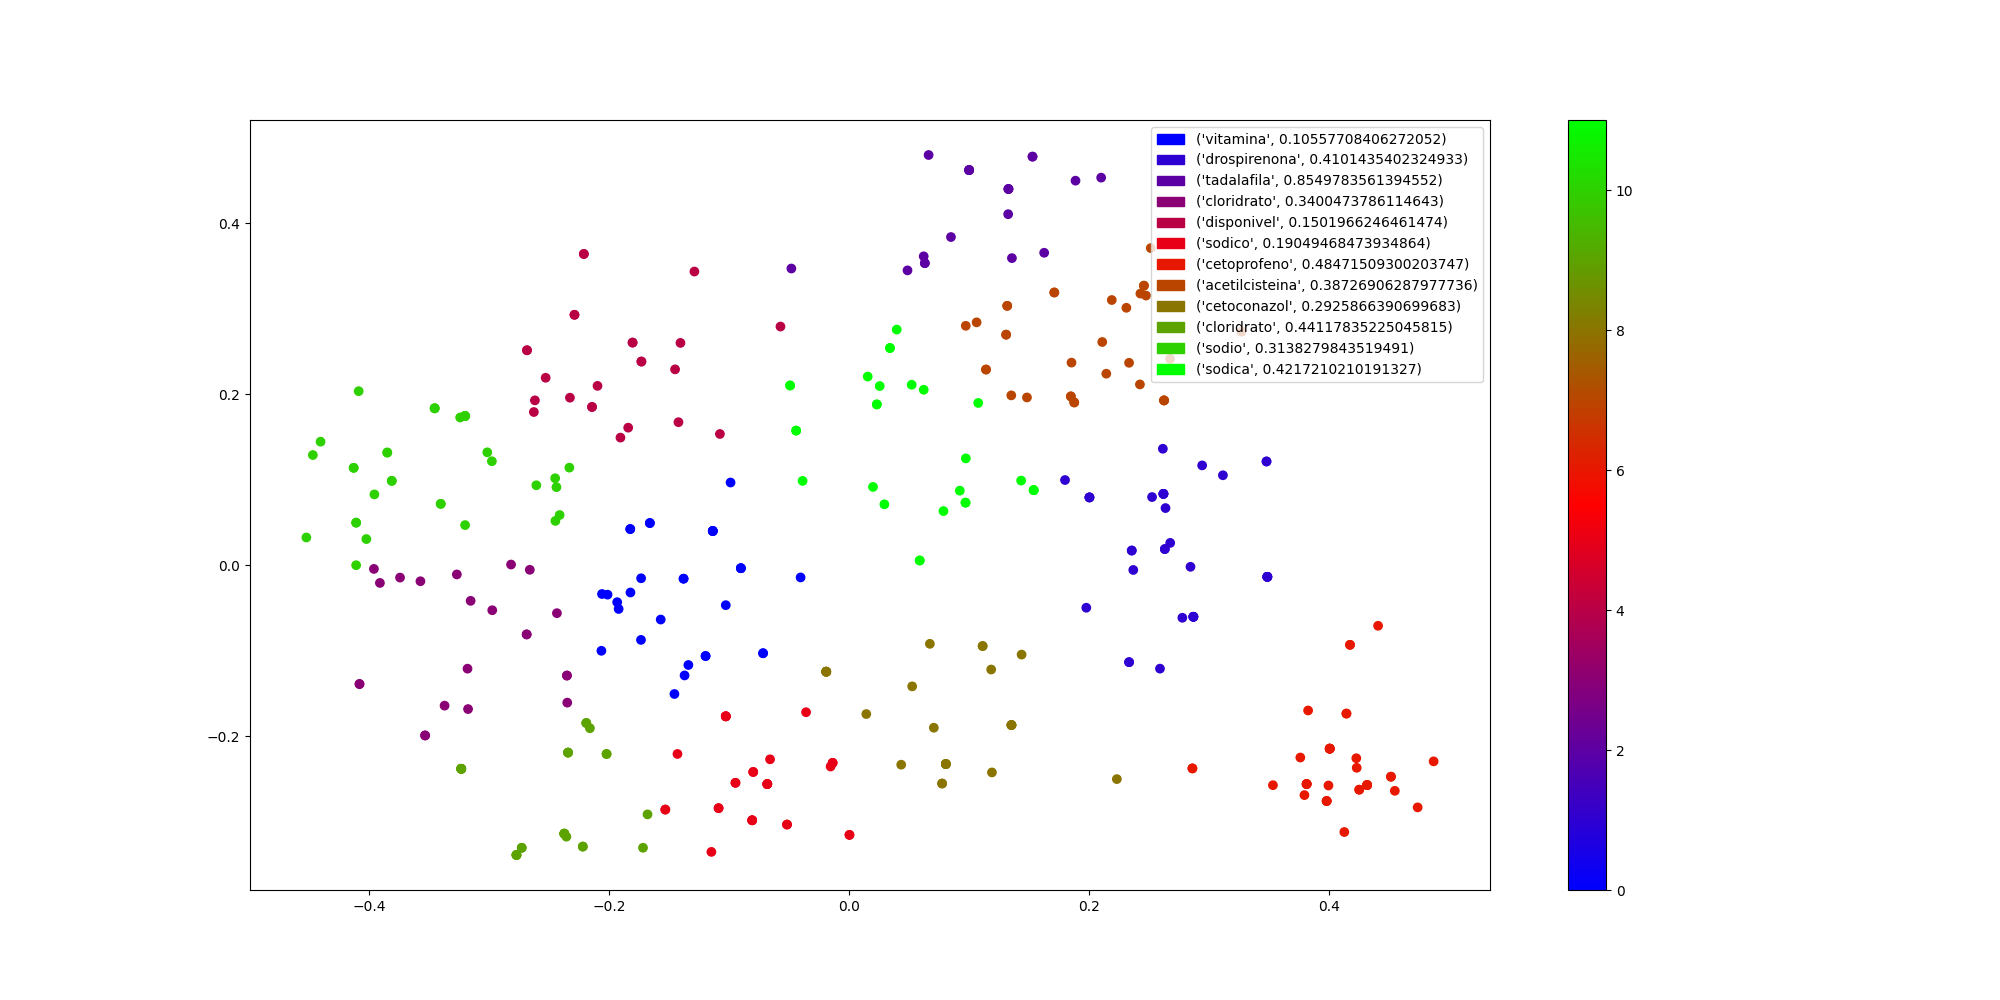 ('vitamina', 0.10557708406272052)
('drospirenona', 0.4101435402324933)
('tadalafila', 0.8549783561394552)
('cloridrato', 0.3400473786114643)
('disponivel', 0.1501966246461474)
('sodico', 0.19049468473934864)
('cetoprofeno', 0.48471509300203747)
('acetilcisteina', 0.38726906287977736)
('cetoconazol', 0.2925866390699683)
('cloridrato', 0.44117835225045815)
('sodio', 0.3138279843519491)
('sodica', 0.4217210210191327)
0.4
0.2
0.0
−0.2
−0.4
−0.2
0.0
0.2
0.4
10
8
6
4
2
0